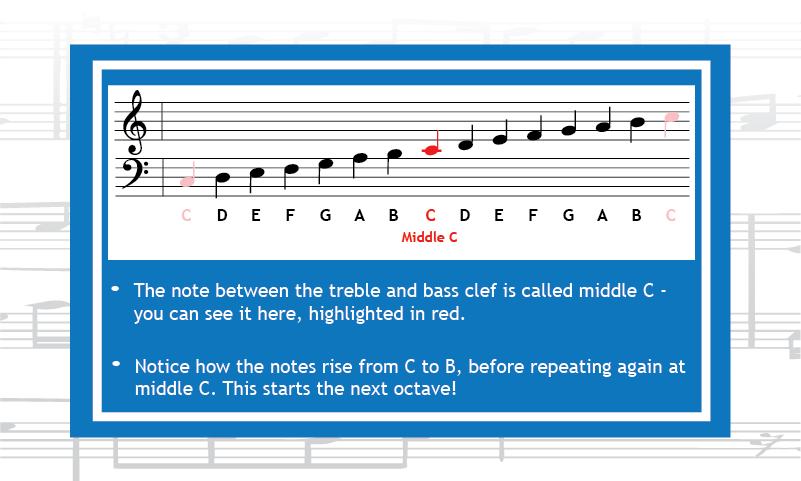 C D E F G A B C D E F G A B C
Middle C
• The note between the treble and bass clef is called middle C -
you can see it here, highlighted in red.
• Notice how the notes rise from C to B, before repeating again at
middle C. This starts the next octave!